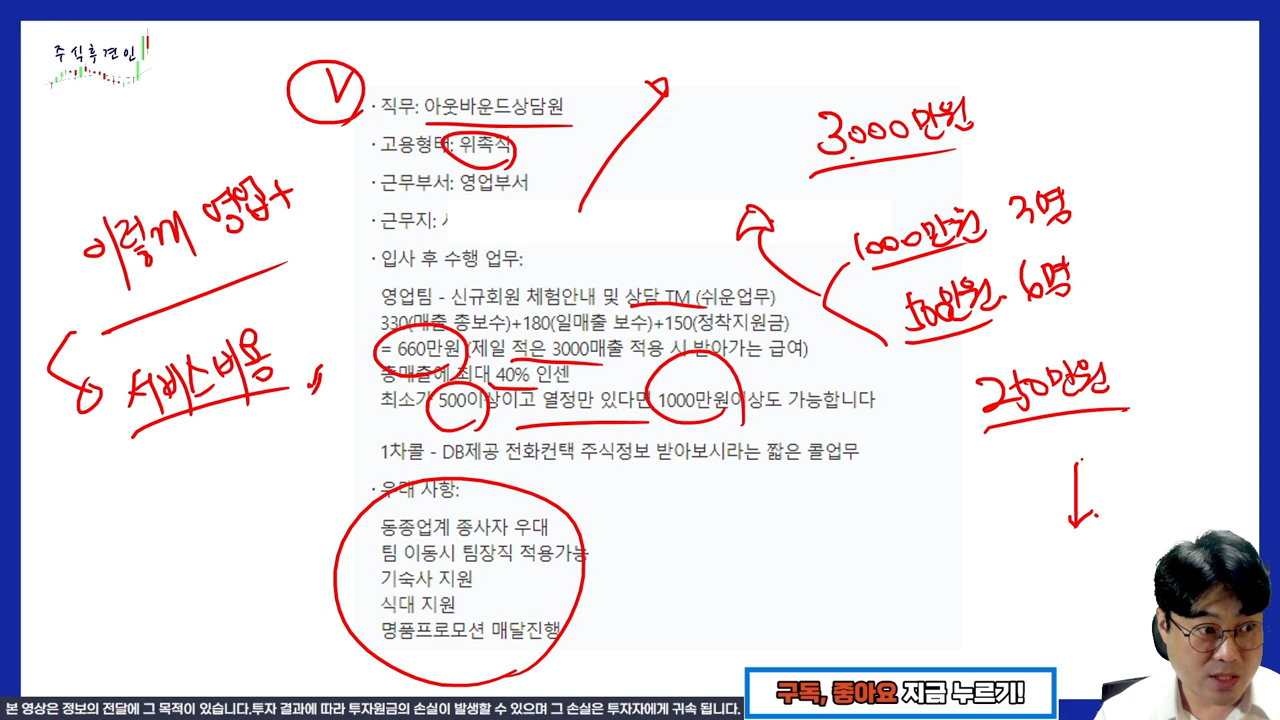 주식후견인
· 직무: 아웃바운드상담원
· 고용형태: 위촉직
· 근무부서: 영업부서
· 근무지:
· 입사 후 수행 업무:
영업팀 - 신규회원 체험안내 및 상담 TM (쉬운업무)
330(매출 종보수)+180(일매출 보수)+150(정착지원금)
= 660만원 (제일 적은 3000매출 적용 시 받아가는 급여)
총매출에 최대 40% 인센
최소가 500이상이고 열정만 있다면 1000만원이상도 가능합니다
1차콜 - DB제공 전화컨택 주식정보 받아보시라는 짧은 콜업무
· 우대 사항:
동종업계 종사자 우대
팀 이동시 팀장직 적용가능
기숙사 지원
식대 지원
명품프로모션 매달진행
V
이렇게 영업+
서비스비용
3000만원
1000만원 3명
500만원 6명
250만원
구독, 좋아요 지금 누르기!
본 영상은 정보의 전달에 그 목적이 있습니다.투자 결과에 따라 투자원금의 손실이 발생할 수 있으며 그 손실은 투자자에게 귀속 됩니다.